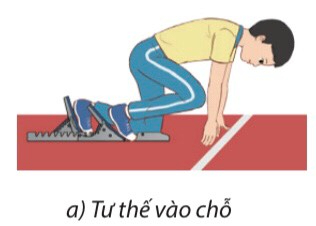 a) Tư thế vào chỗ